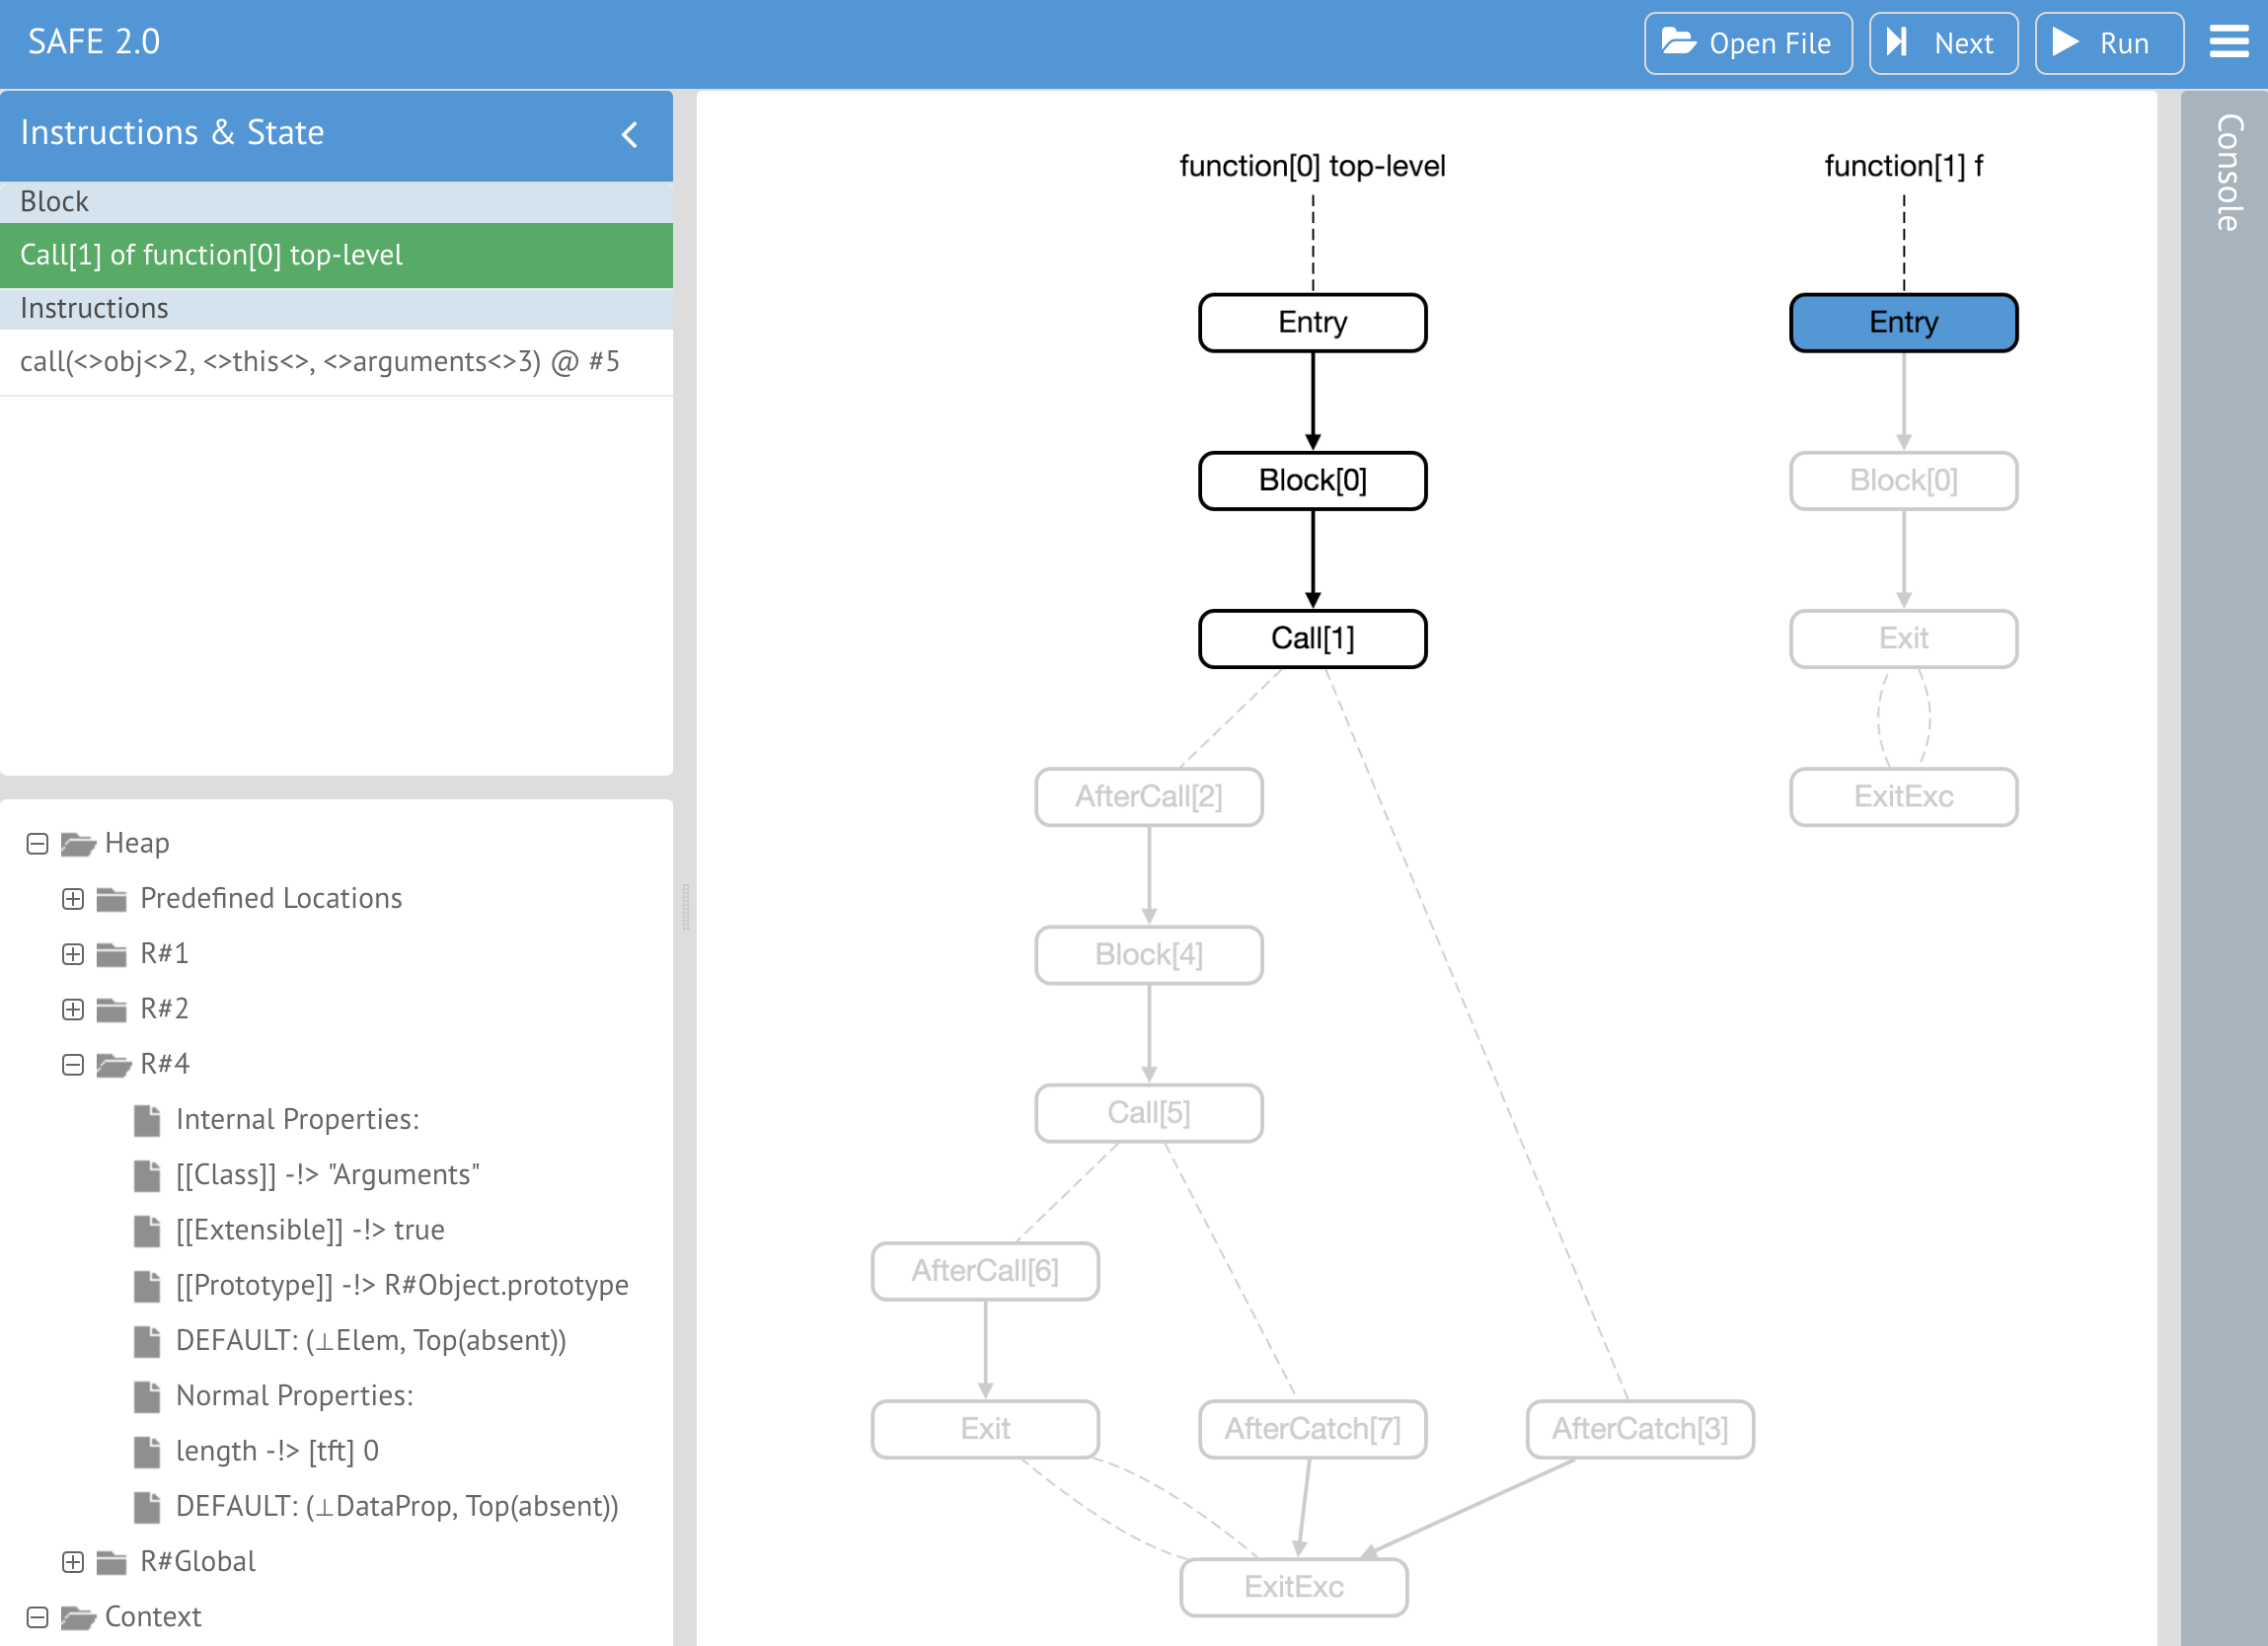 SAFE 2.0
Open File
Next
Run
Instructions & State
Block
Call[1] of function[0] top-level
Instructions
call(<>obj<>2, <>this<>, <>arguments<>3) @ #5
Heap
Predefined Locations
R#1
R#2
R#4
Internal Properties:
[[Class]] -!> "Arguments"
[[Extensible]] -!> true
[[Prototype]] -!> R#Object.prototype
DEFAULT: (⊥Elem, Top(absent))
Normal Properties:
length -!> [tft] 0
DEFAULT: (⊥DataProp, Top(absent))
R#Global
Context
function[0] top-level
Entry
Block[0]
Call[1]
AfterCall[2]
Block[4]
Call[5]
AfterCall[6]
Exit
AfterCatch[7]
AfterCatch[3]
ExitExc
function[1] f
Entry
Block[0]
Exit
ExitExc
Console